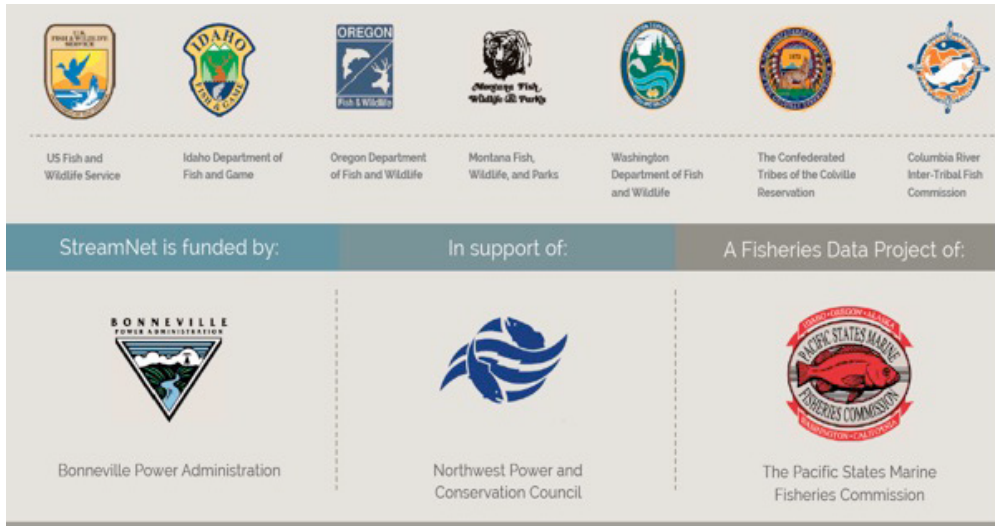 U.S.
FISH & WILDLIFE
SERVICE
IDAHO
FISH & GAME
OREGON
Fish & Wildlife
Montana Fish,
Wildlife & Parks
US Fish and
Wildlife Service
Idaho Department of
Fish and Game
Oregon Department
of Fish and Wildlife
Montana Fish,
Wildlife, and Parks
Washington
Department of Fish
and Wildlife
The Confederated
Tribes of the Colville
Reservation
Columbia River
Inter-Tribal Fish
Commission
StreamNet is funded by:
In support of:
A Fisheries Data Project of:
BONNEVILLE
POWER ADMINISTRATION
IDAHO • OREGON • ALASKA
PACIFIC STATES MARINE
FISHERIES COMMISSION
WASHINGTON • CALIFORNIA
Bonneville Power Administration
Northwest Power and
Conservation Council
The Pacific States Marine
Fisheries Commission